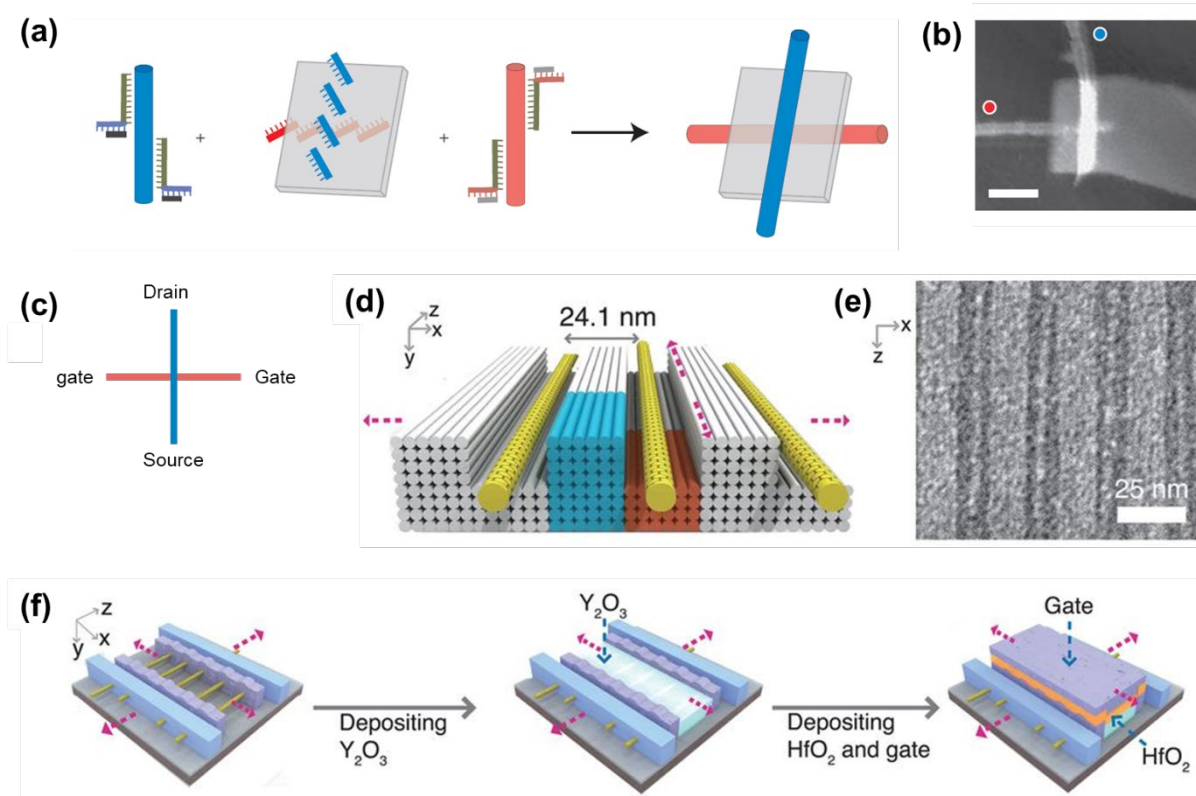 (a)
+
+
(b)
(c)
Drain
gate
Gate
Source
(d)
z
x
y
24.1 nm
(e)
x
z
25 nm
(f)
z
x
y
Depositing
Y₂O₃
Y₂O₃
Depositing
HfO₂ and gate
Gate
HfO₂